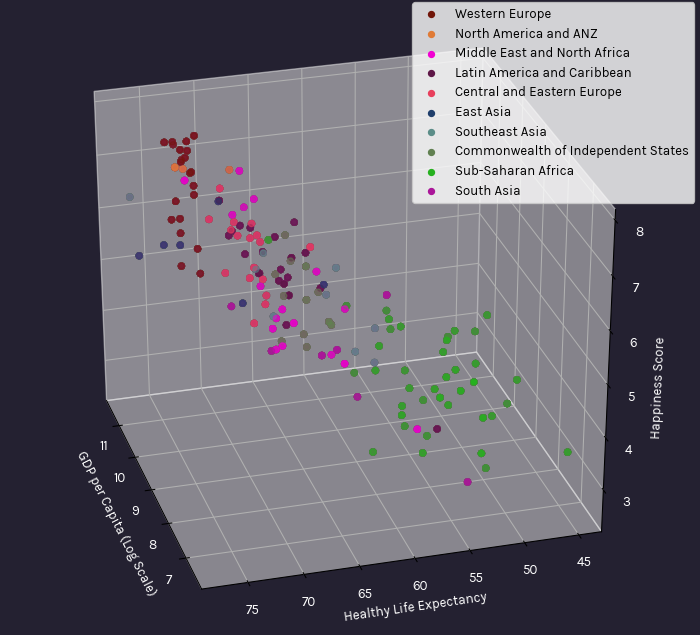 Western Europe
North America and ANZ
Middle East and North Africa
Latin America and Caribbean
Central and Eastern Europe
East Asia
Southeast Asia
Commonwealth of Independent States
Sub-Saharan Africa
South Asia
8
7
6
5
4
3
Happiness Score
11
10
9
8
7
GDP per Capita (Log Scale)
75
70
65
60
55
50
45
Healthy Life Expectancy